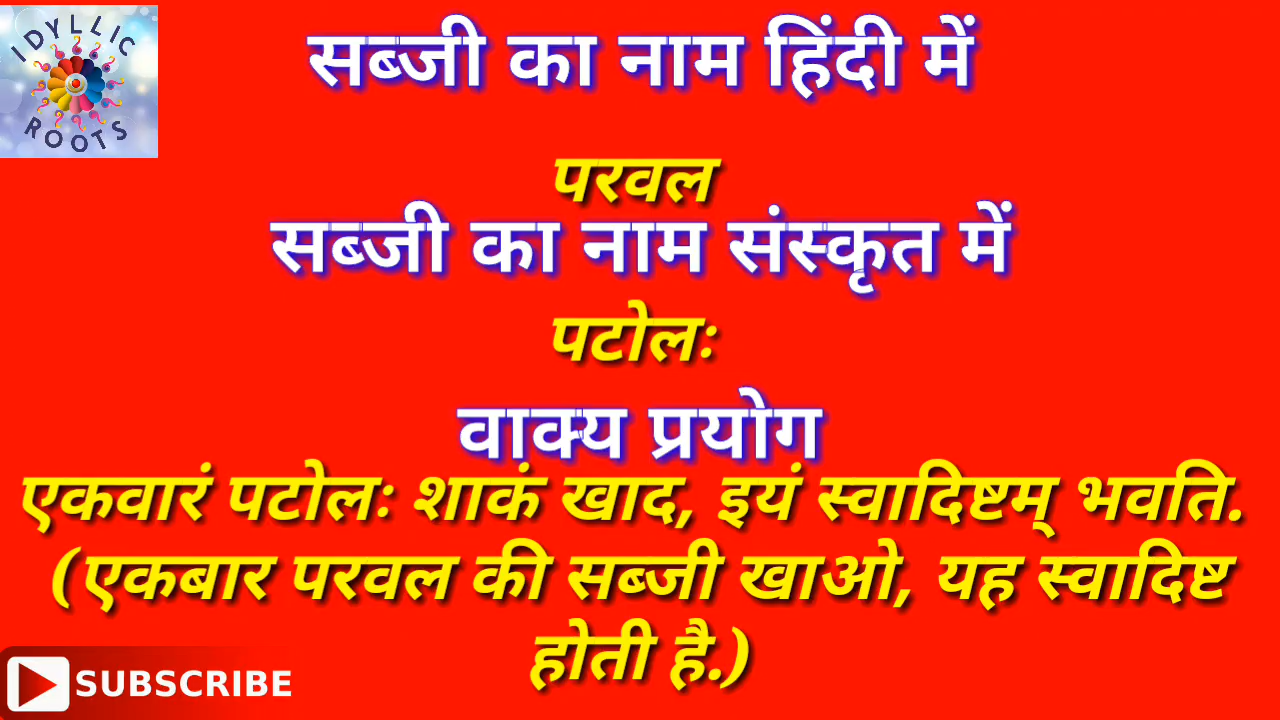 IDYLLIC
ROOTS
सब्जी का नाम हिंदी में
परवल
सब्जी का नाम संस्कृत में
पटोलः
वाक्य प्रयोग
एकवारं पटोलः शाकं खाद, इयं स्वादिष्टम् भवति.
(एकबार परवल की सब्जी खाओ, यह स्वादिष्ट
होती है.)
SUBSCRIBE